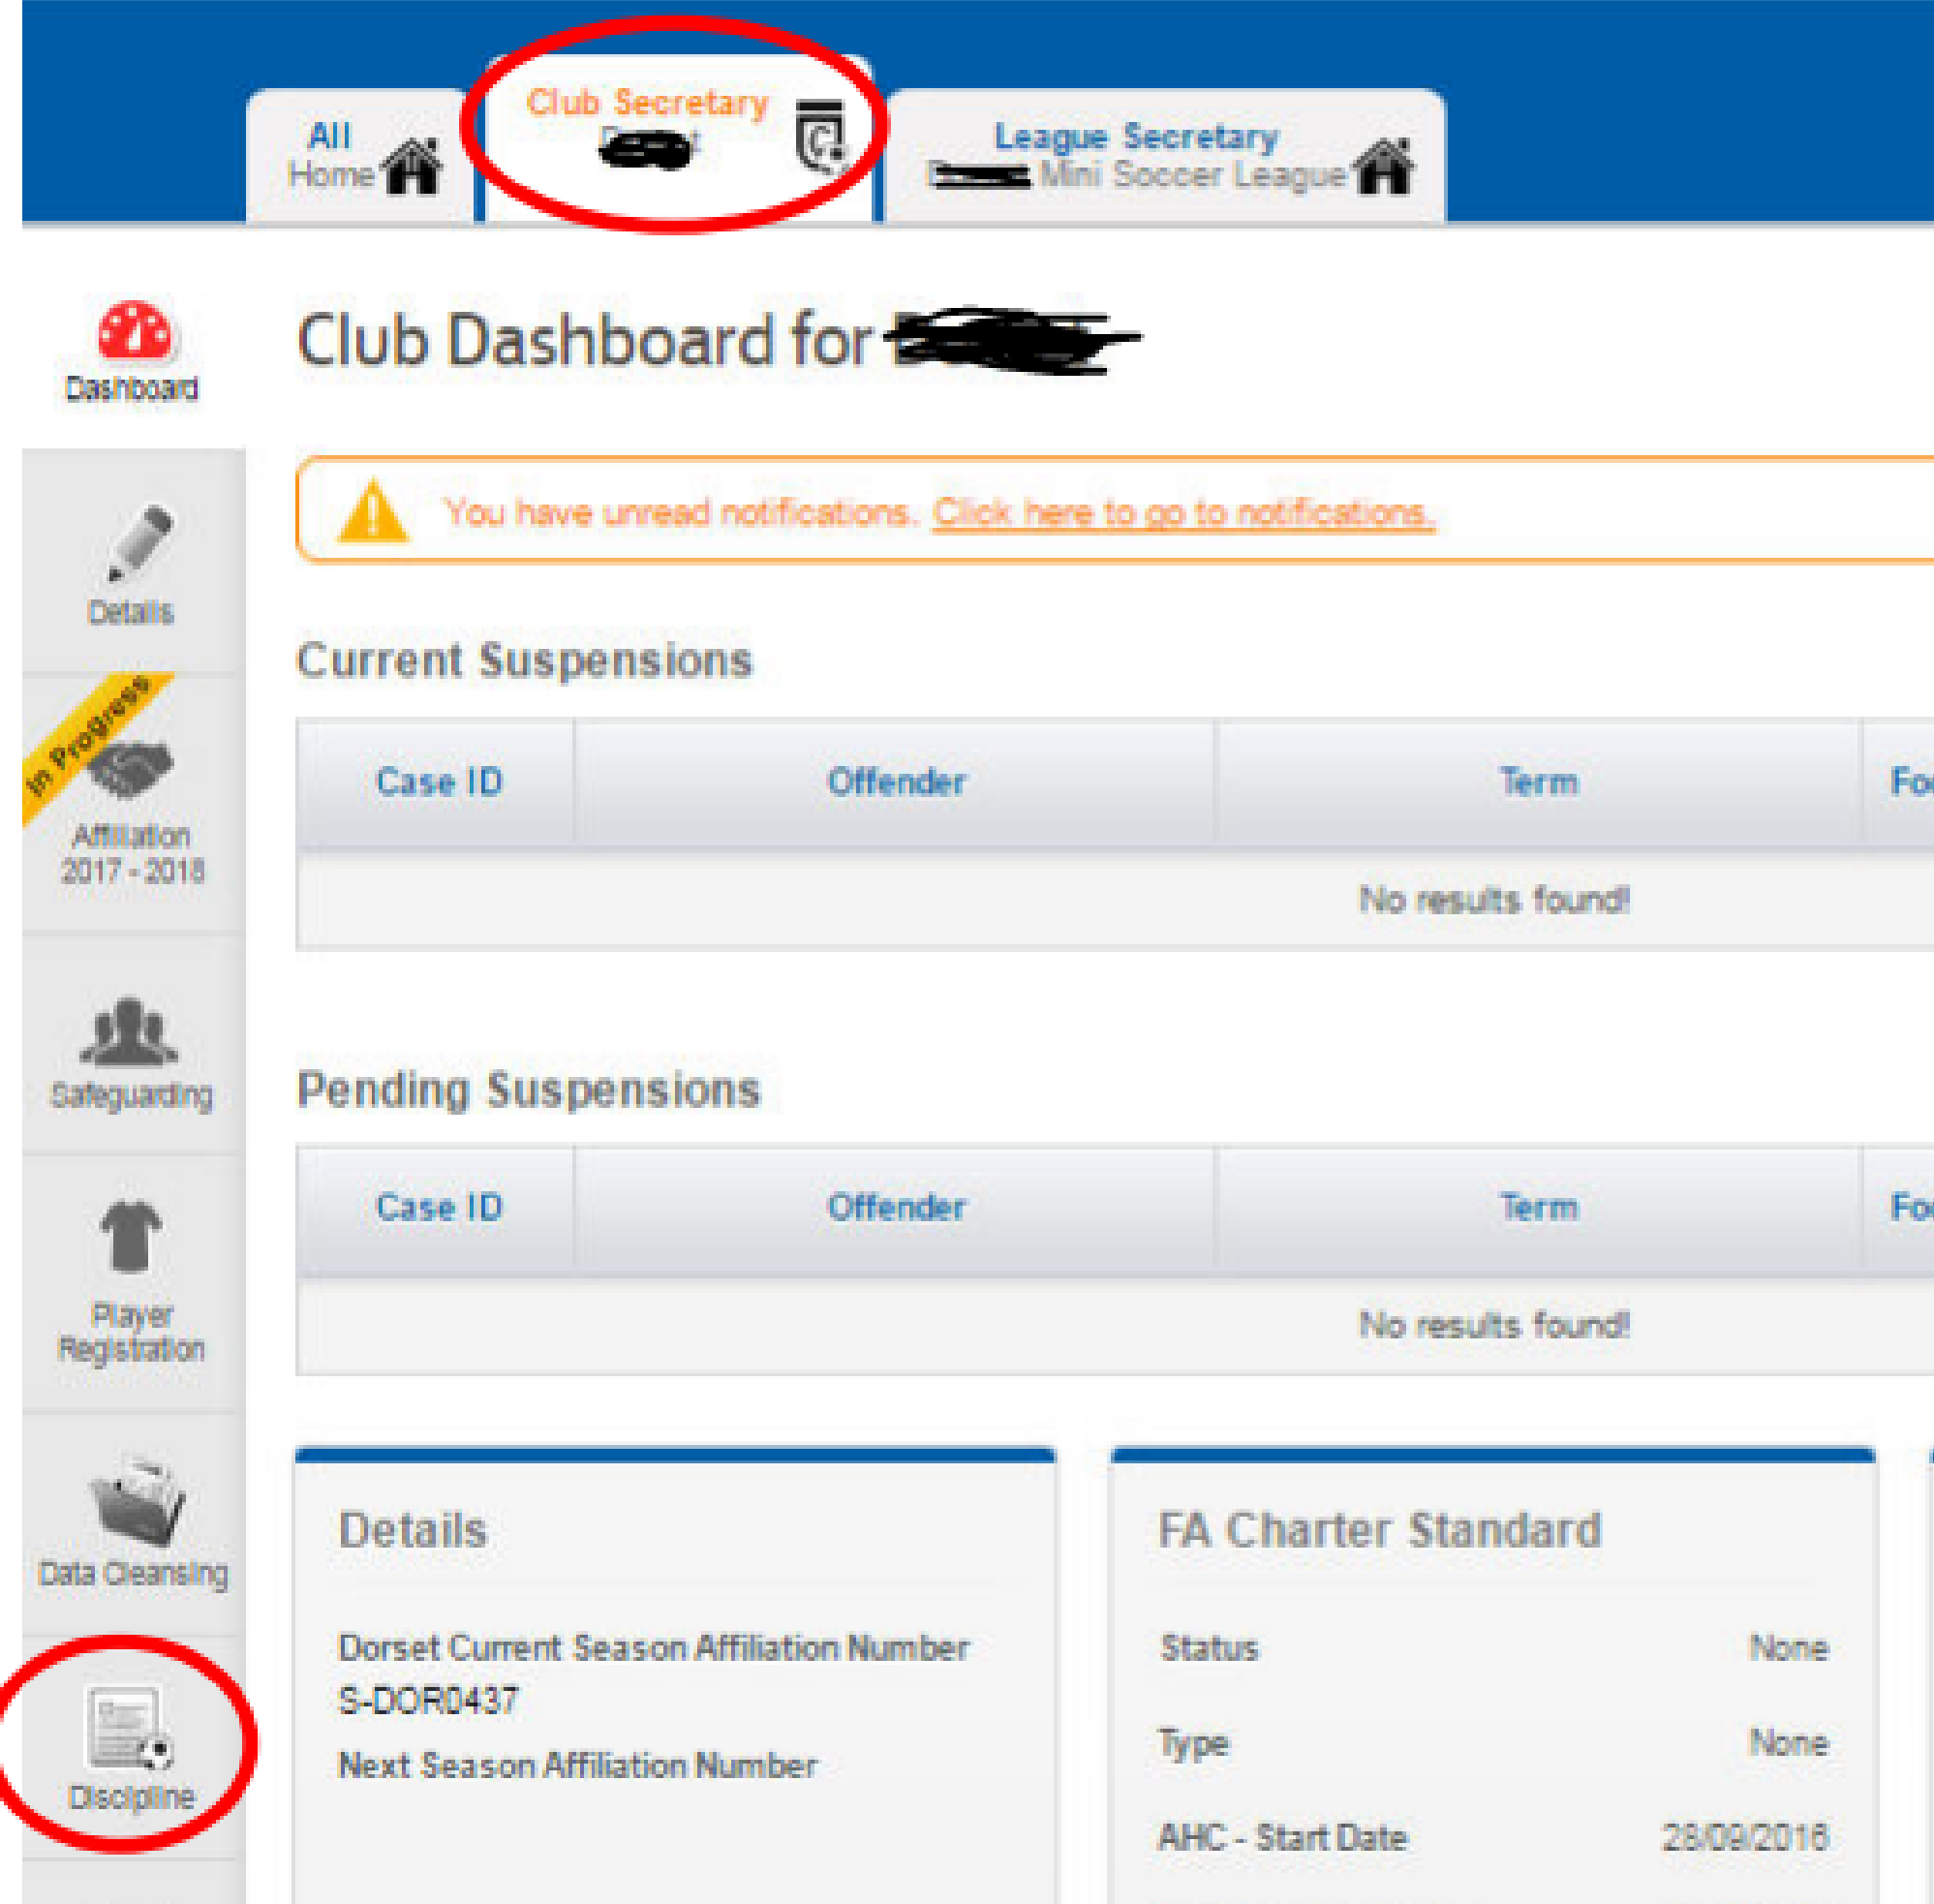 All
Home
Club Secretary
League Secretary
Mini Soccer League
Dashboard
Club Dashboard for
You have unread notifications. Click here to go to notifications.
Details
Current Suspensions
In Progress
Affiliation
2017 - 2018
Case ID Offender Term
No results found!
Safeguarding
Pending Suspensions
Case ID Offender Term
No results found!
Player
Registration
Data Cleansing
Discipline
Details
Dorset Current Season Affiliation Number
S-DOR0437
Next Season Affiliation Number
FA Charter Standard
Status None
Type None
AHC - Start Date 28/09/2016